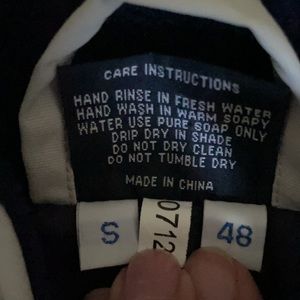 CARE INSTRUCTIONS
HAND RINSE IN FRESH WATER
HAND WASH IN WARM SOAPY
WATER USE PURE SOAP ONLY
DRIP DRY IN SHADE
DO NOT DRY CLEAN
DO NOT TUMBLE DRY
MADE IN CHINA
S
0712
48